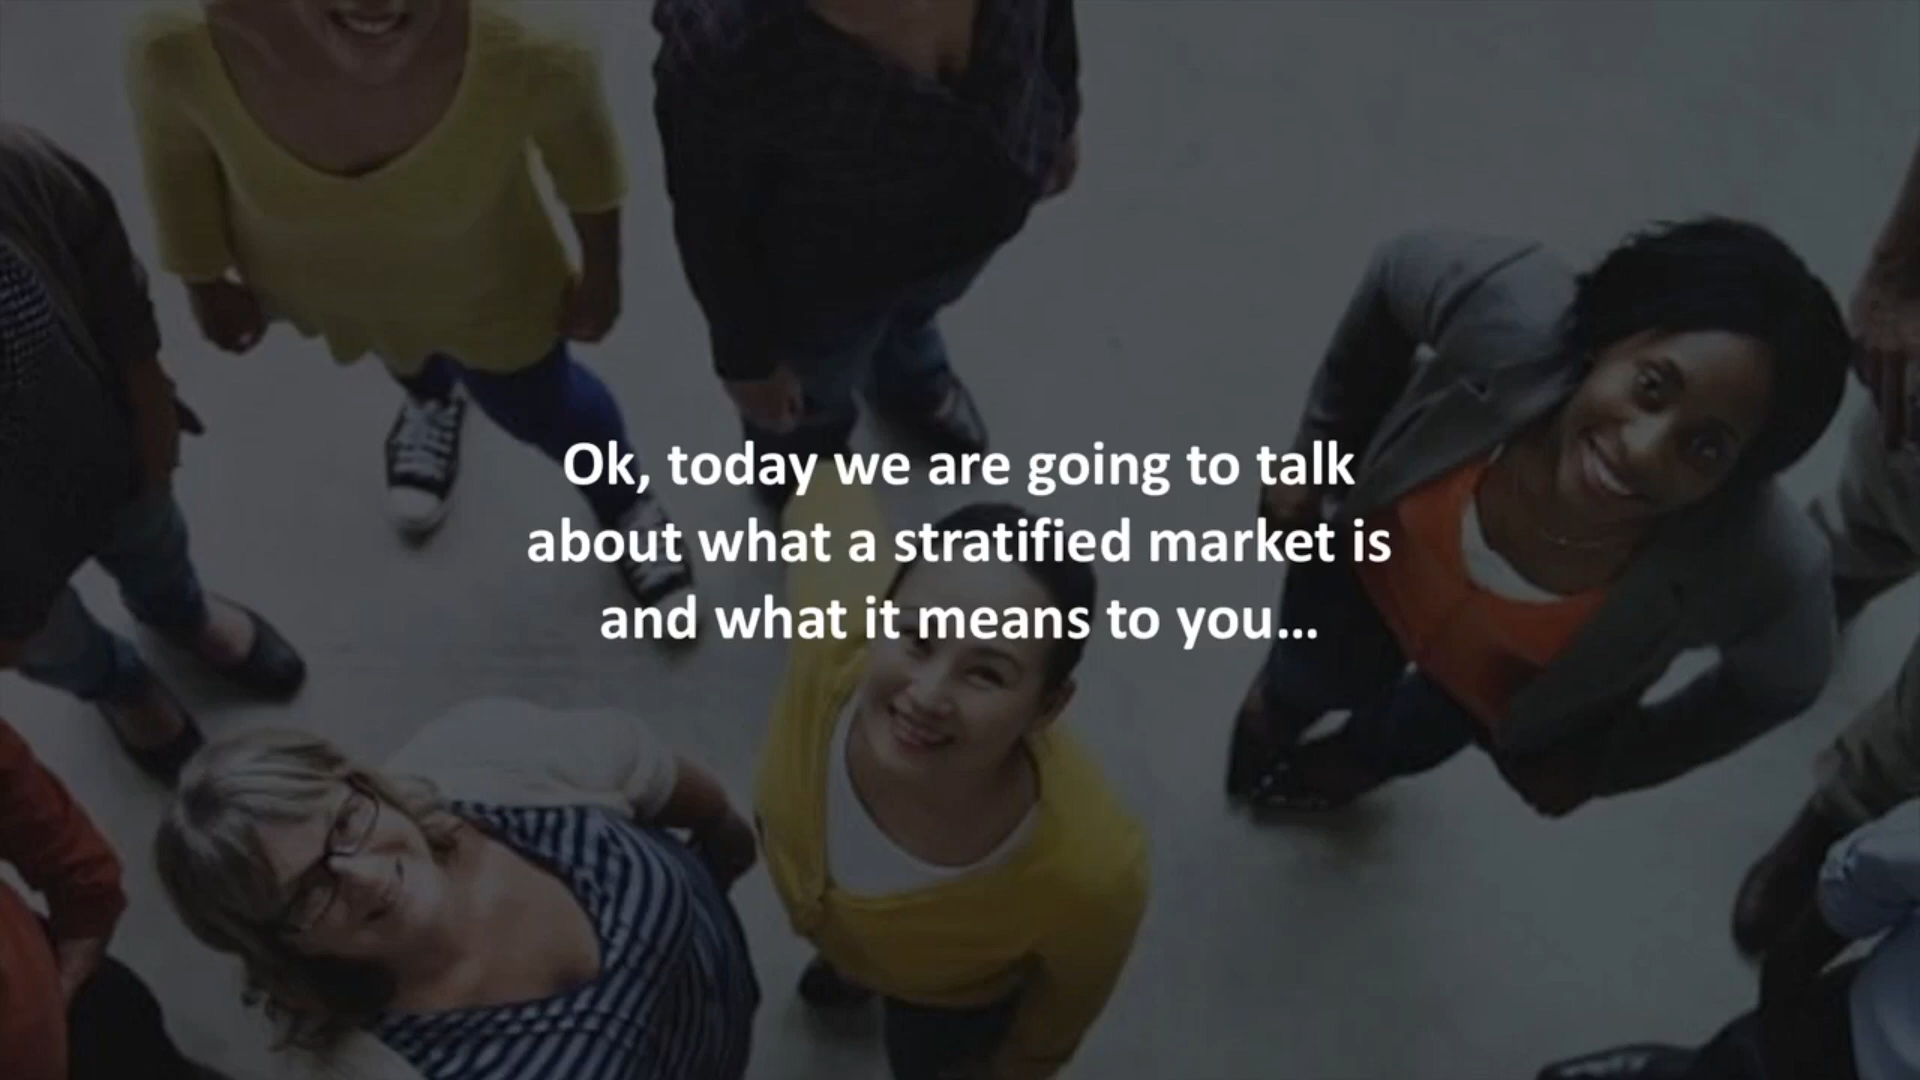 Ok, today we are going to talk
about what a stratified market is
and what it means to you…